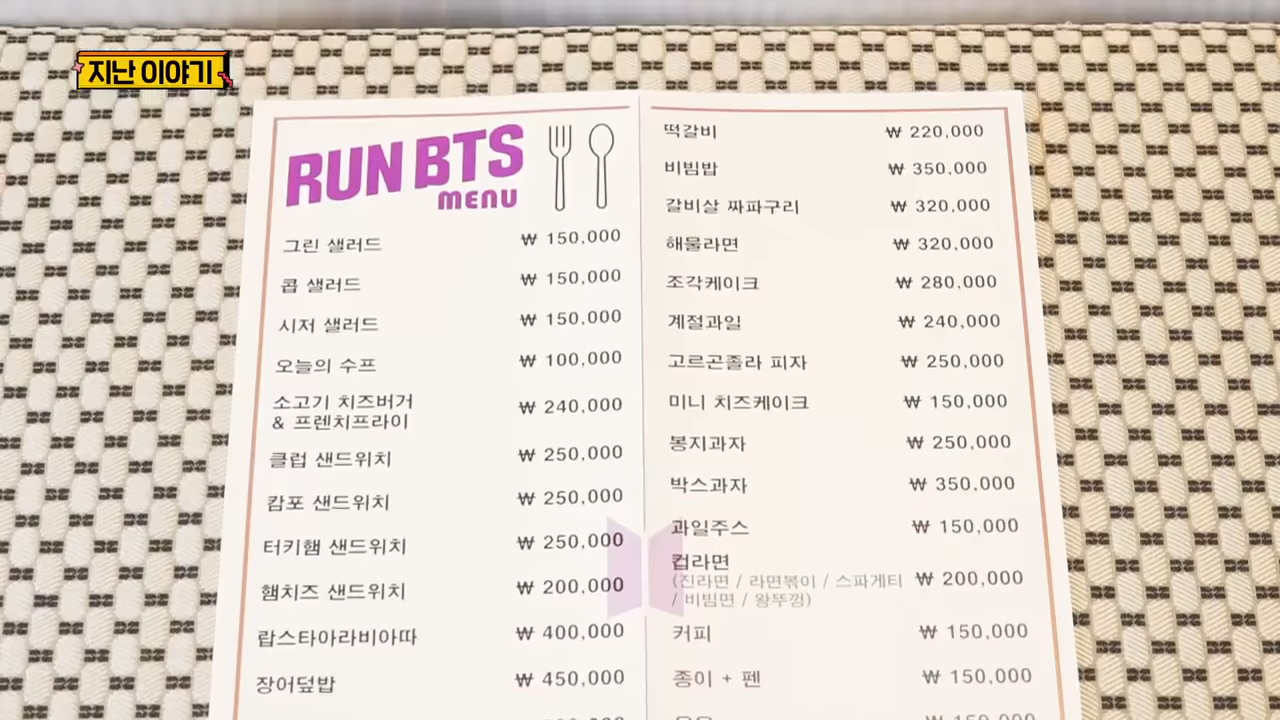 지난 이야기
RUN BTS
MENU
그린 샐러드 ₩ 150,000
콥 샐러드 ₩ 150,000
시저 샐러드 ₩ 150,000
오늘의 수프 ₩ 100,000
소고기 치즈버거
& 프렌치프라이 ₩ 240,000
클럽 샌드위치 ₩ 250,000
캄포 샌드위치 ₩ 250,000
터키햄 샌드위치 ₩ 250,000
햄치즈 샌드위치 ₩ 200,000
랍스타아라비아따 ₩ 400,000
장어덮밥 ₩ 450,000
떡갈비 ₩ 220,000
비빔밥 ₩ 350,000
갈비살 짜파구리 ₩ 320,000
해물라면 ₩ 320,000
조각케이크 ₩ 280,000
계절과일 ₩ 240,000
고르곤졸라 피자 ₩ 250,000
미니 치즈케이크 ₩ 150,000
봉지과자 ₩ 250,000
박스과자 ₩ 350,000
과일주스 ₩ 150,000
컵라면
(진라면 / 라면볶이 / 스파게티 ₩ 200,000
/ 비빔면 / 왕뚜껑)
커피 ₩ 150,000
종이 + 펜 ₩ 150,000